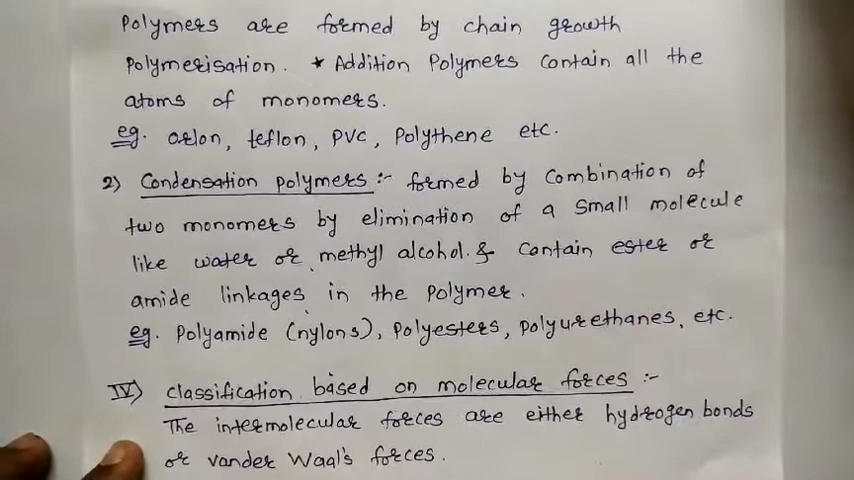 Polymers are formed by chain growth
Polymerisation. * Addition Polymers contain all the
atoms of monomers.
eg. orlon, teflon, PVC, Polythene etc.
2) Condensation polymers :- formed by combination of
two monomers by elimination of a small molecule
like water or methyl alcohol. & contain ester or
amide linkages in the polymer.
eg. Polyamide (nylons), polyesters, polyurethanes, etc.
IV) classification based on molecular forces :-
The intermolecular forces are either hydrogen bonds
or vander Waal's forces.